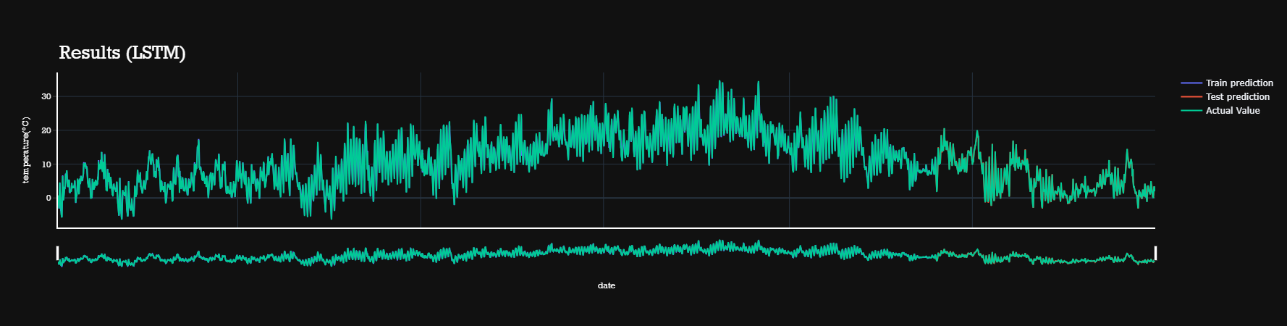 Results (LSTM)
Train prediction
Test prediction
Actual Value
temperature(°C)
30
20
10
0
date